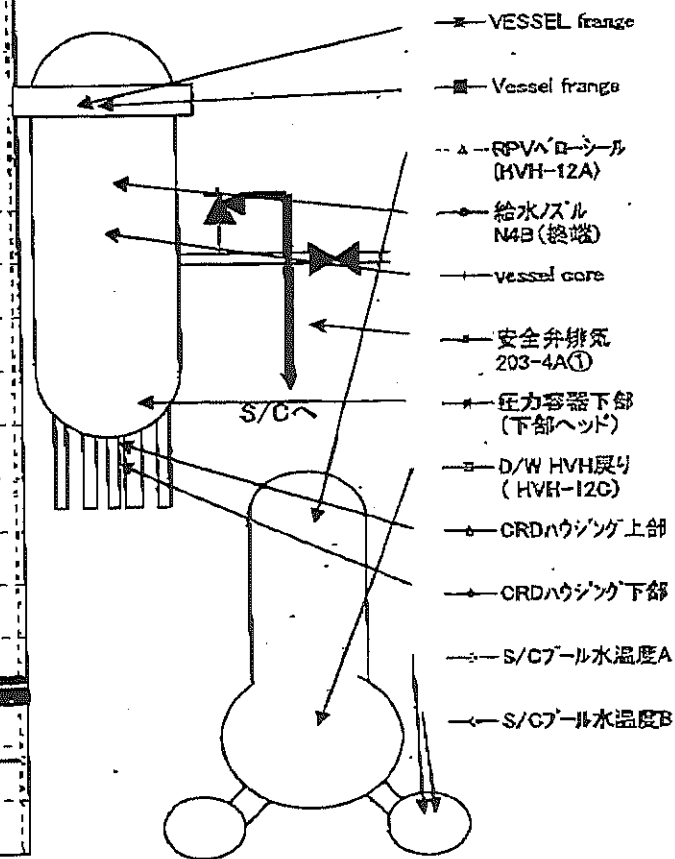 VESSEL frange
Vessel frange
RPVベローシール
(HVH-12A)
給水ノズル
N4B(終端)
vessel core
安全弁排気
203-4A①
圧力容器下部
(下部ヘッド)
D/W HVH戻り
(HVH-12C)
CRDハウジング上部
CRDハウジング下部
S/Cプール水温度A
S/Cプール水温度B
S/Cへ